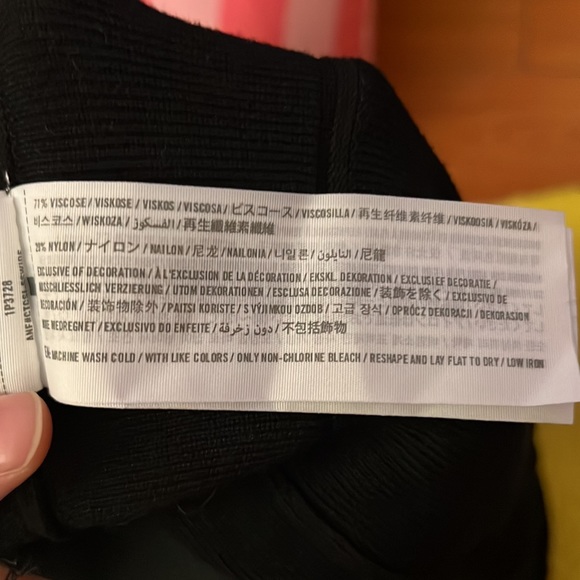 71% VISCOSE / VISKOSE / VISKOS / VISCOSA / ビスコース / VISCOSILLA / 再生纤维素纤维 / VISKOOSIA / VISKÓZA /
비스코스 / WISKOZA / الفسكوز / 再生纖維素纖維
29% NYLON / ナイロン / NAILON / 尼龙 / NAILONIA / 나일론 / النايلون / 尼龍
EXCLUSIVE OF DECORATION / À L'EXCLUSION DE LA DÉCORATION / EKSKL. DEKORATION / EXCLUSIEF DECORATIE /
AUSSCHLIESSLICH VERZIERUNG / UTOM DEKORATIONEN / ESCLUSA DECORAZIONE / 装飾を除く / EXCLUSIVO DE
DECORACIÓN / 装饰物除外 / PAITSI KORISTE / S VÝJIMKOU OZDOB / 고급 장식 / OPRÓCZ DEKORACJI / DEKORASJON
IKKE MEDREGNET / EXCLUSIVO DO ENFEITE / دون زخرفة / 不包括飾物
MACHINE WASH COLD / WITH LIKE COLORS / ONLY NON-CHLORINE BLEACH / RESHAPE AND LAY FLAT TO DRY / LOW IRON
1P3728